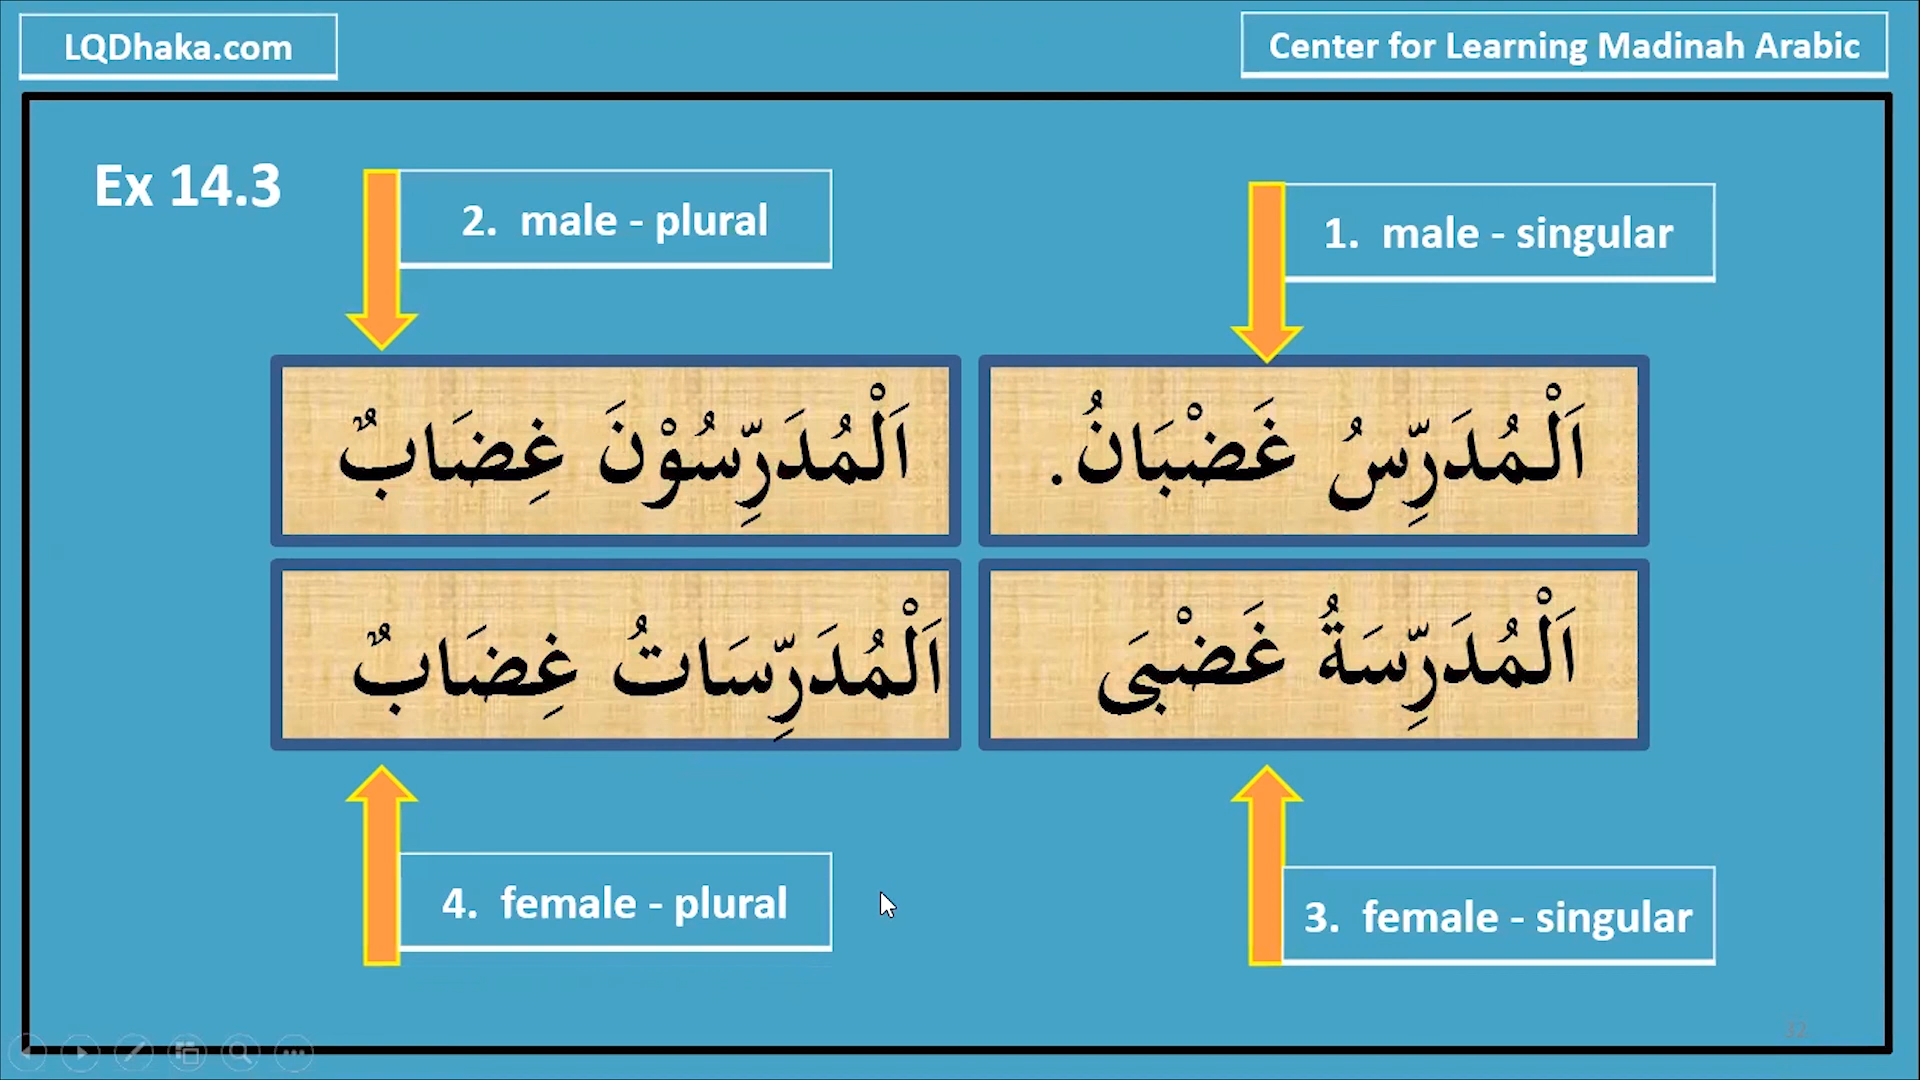 LQDhaka.com
Center for Learning Madinah Arabic
Ex 14.3
1. male - singular
2. male - plural
اَلْمُدَرِّسُ غَضْبَانُ.
اَلْمُدَرِّسُوْنَ غِضَابٌ
اَلْمُدَرِّسَةُ غَضْبَى
اَلْمُدَرِّسَاتُ غِضَابٌ
3. female - singular
4. female - plural
32